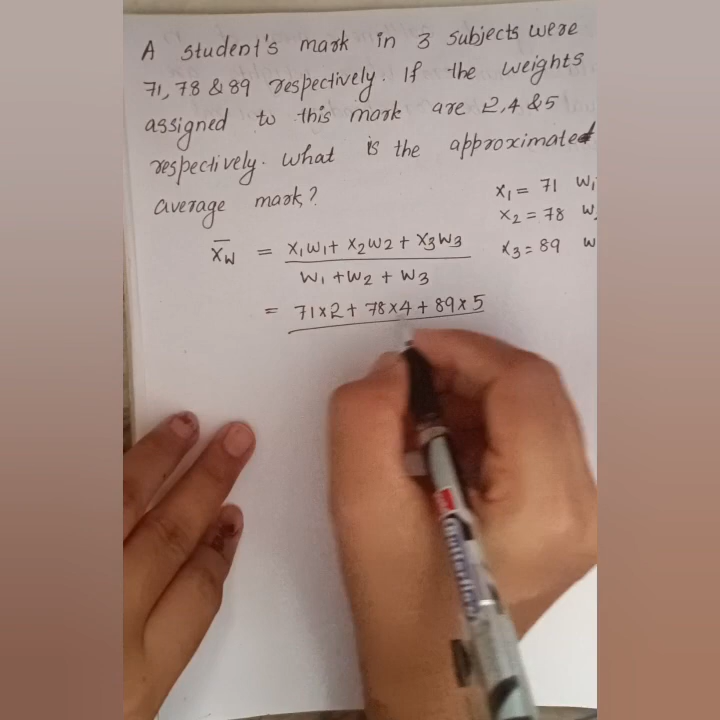 A student's mark in 3 subjects were
71, 78 & 89 respectively. If the weights
assigned to this mark are 2,4 & 5
respectively. what is the approximated
average mark?
x₁ = 71 W₁
x₂ = 78 W
x₃ = 89 W
x̄w = x₁w₁ + x₂w₂ + x₃w₃
w₁ + w₂ + w₃
= 71×2 + 78×4 + 89×5